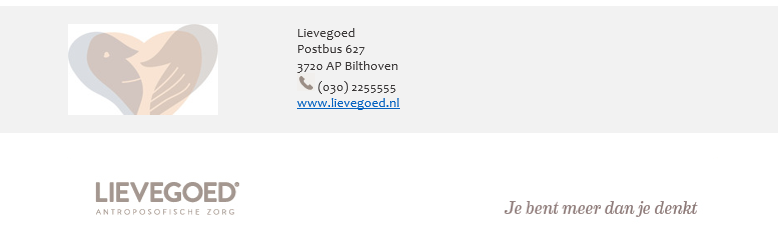 Lievegoed
Postbus 627
3720 AP Bilthoven
(030) 2255555
www.lievegoed.nl
LIEVEGOED
ANTROPOSOFISCHE ZORG
Je bent meer dan je denkt